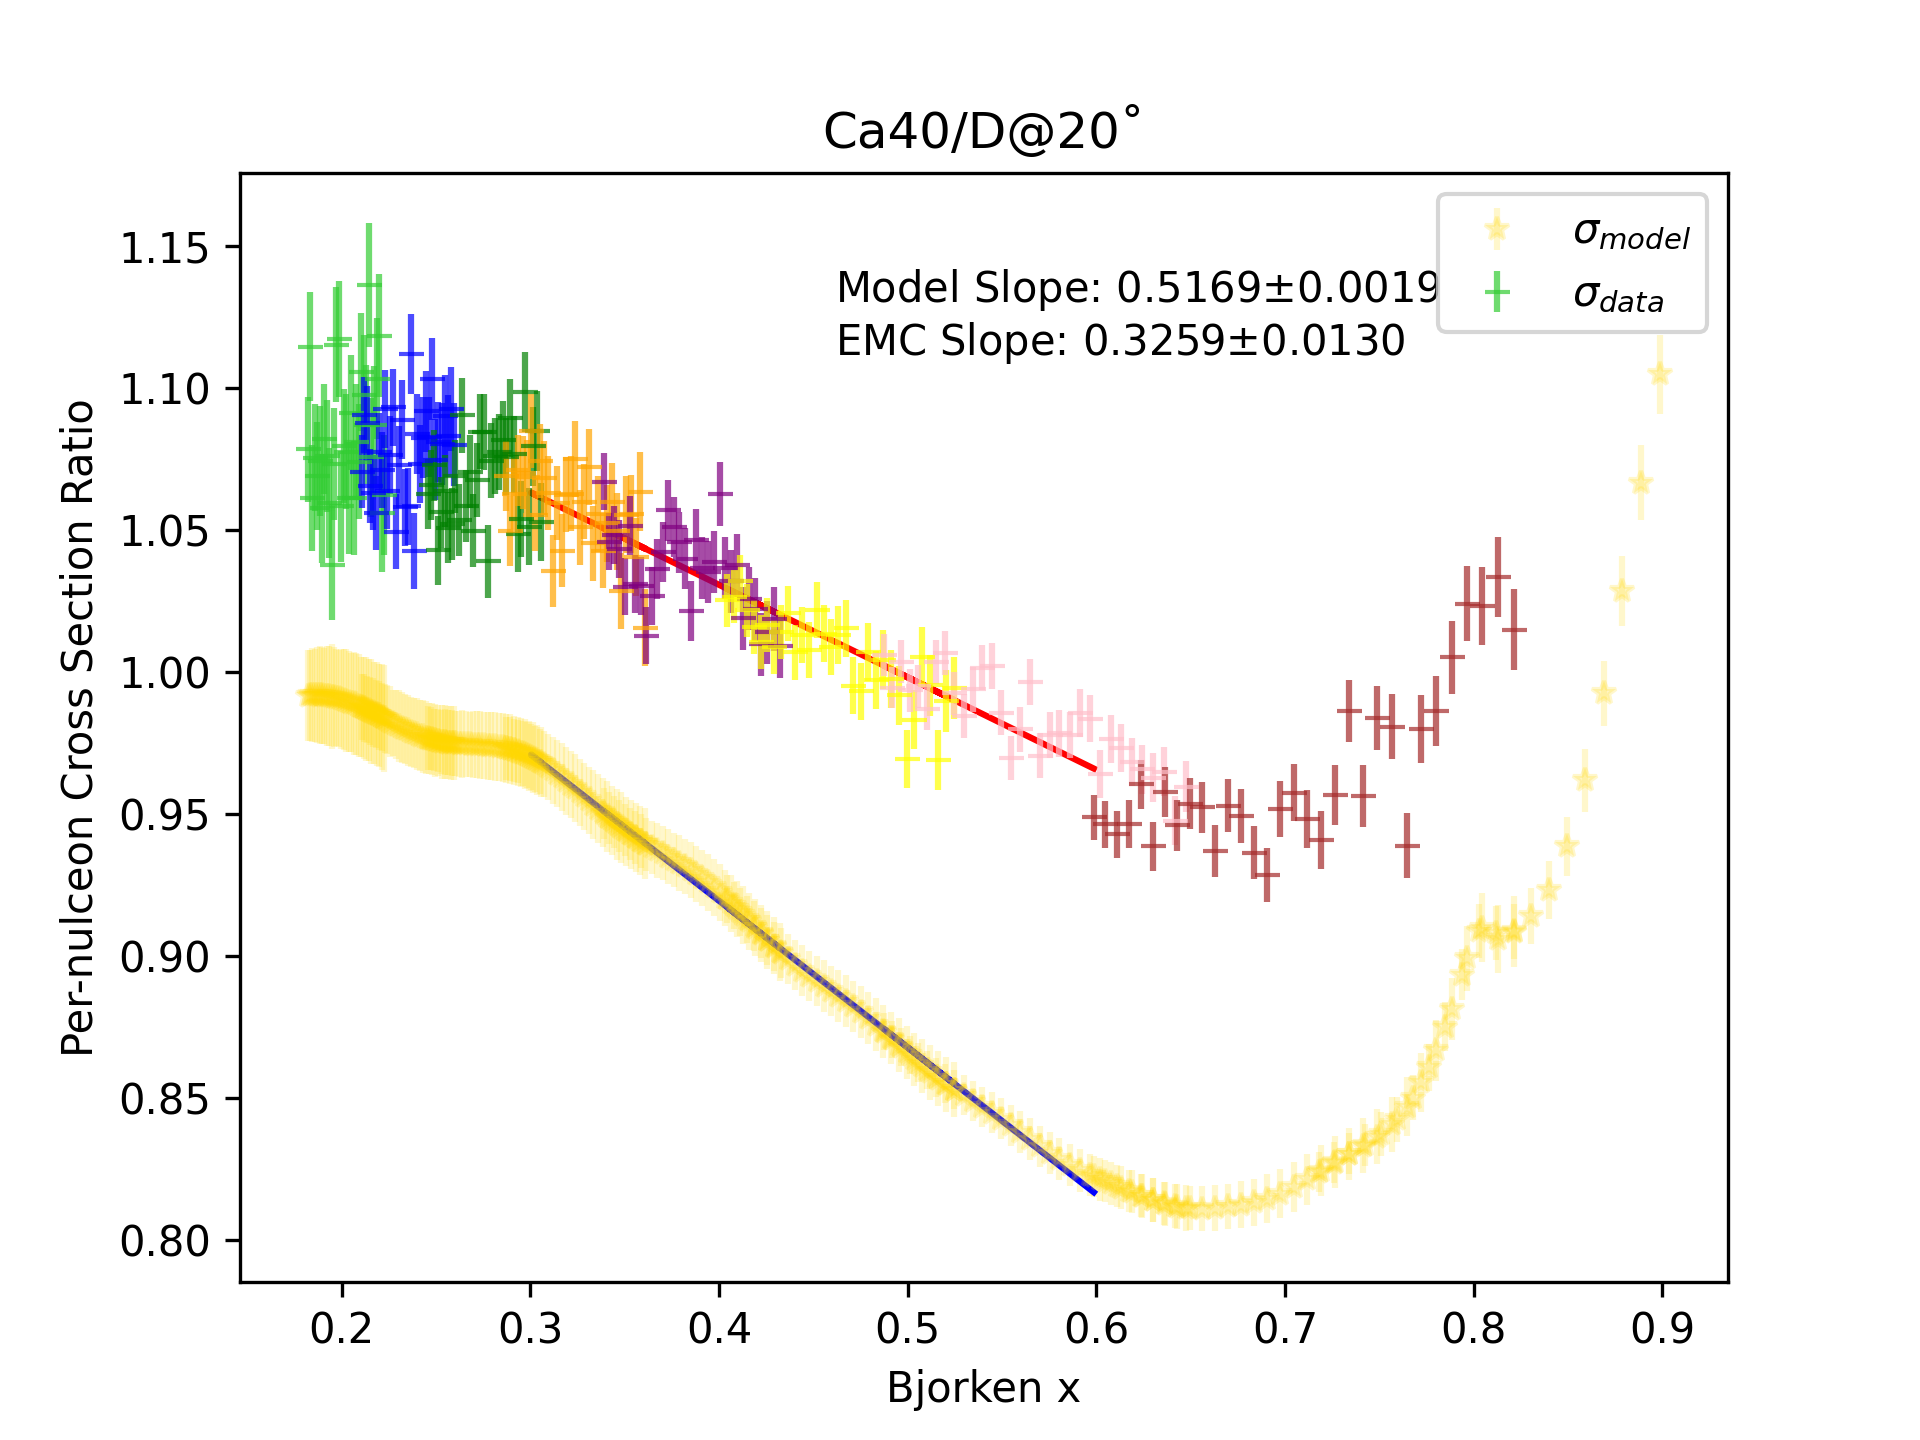 Ca40/D@20˚
σmodel
σdata
Model Slope: 0.5169±0.0019
EMC Slope: 0.3259±0.0130
Per-nulceon Cross Section Ratio
1.15
1.10
1.05
1.00
0.95
0.90
0.85
0.80
0.2 0.3 0.4 0.5 0.6 0.7 0.8 0.9
Bjorken x